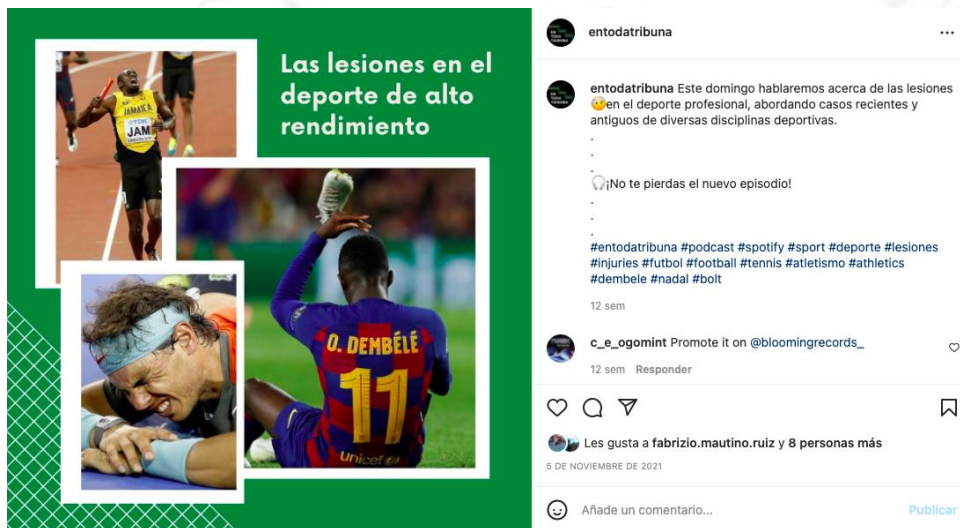 Las lesiones en el
deporte de alto
rendimiento
JAMAICA
TDK
JAM
O. DEMBÉLÉ
11
unicef
entodatribuna
entodatribuna Este domingo hablaremos acerca de las lesiones
🤕en el deporte profesional, abordando casos recientes y
antiguos de diversas disciplinas deportivas.
.
.
.
🎧¡No te pierdas el nuevo episodio!
.
.
.
#entodatribuna #podcast #spotify #sport #deporte #lesiones
#injuries #futbol #football #tennis #atletismo #athletics
#dembele #nadal #bolt
12 sem
c_e_ogomint Promote it on @bloomingrecords_
12 sem Responder
Les gusta a fabrizio.mautino.ruiz y 8 personas más
5 DE NOVIEMBRE DE 2021
Añade un comentario... Publicar